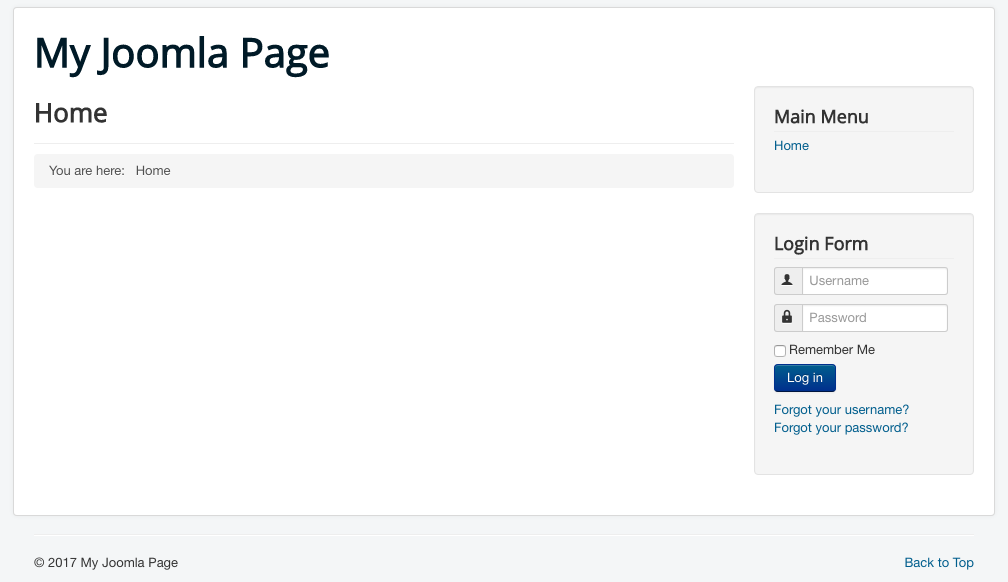 My Joomla Page
Home
You are here: Home
Main Menu
Home
Login Form
Username
Password
Remember Me
Log in
Forgot your username?
Forgot your password?
© 2017 My Joomla Page
Back to Top